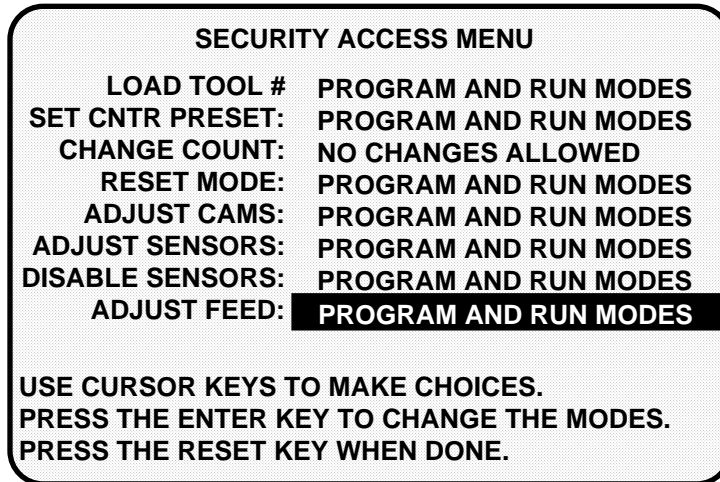 SECURITY ACCESS MENU
LOAD TOOL # PROGRAM AND RUN MODES
SET CNTR PRESET: PROGRAM AND RUN MODES
CHANGE COUNT: NO CHANGES ALLOWED
RESET MODE: PROGRAM AND RUN MODES
ADJUST CAMS: PROGRAM AND RUN MODES
ADJUST SENSORS: PROGRAM AND RUN MODES
DISABLE SENSORS: PROGRAM AND RUN MODES
ADJUST FEED: PROGRAM AND RUN MODES
USE CURSOR KEYS TO MAKE CHOICES.
PRESS THE ENTER KEY TO CHANGE THE MODES.
PRESS THE RESET KEY WHEN DONE.